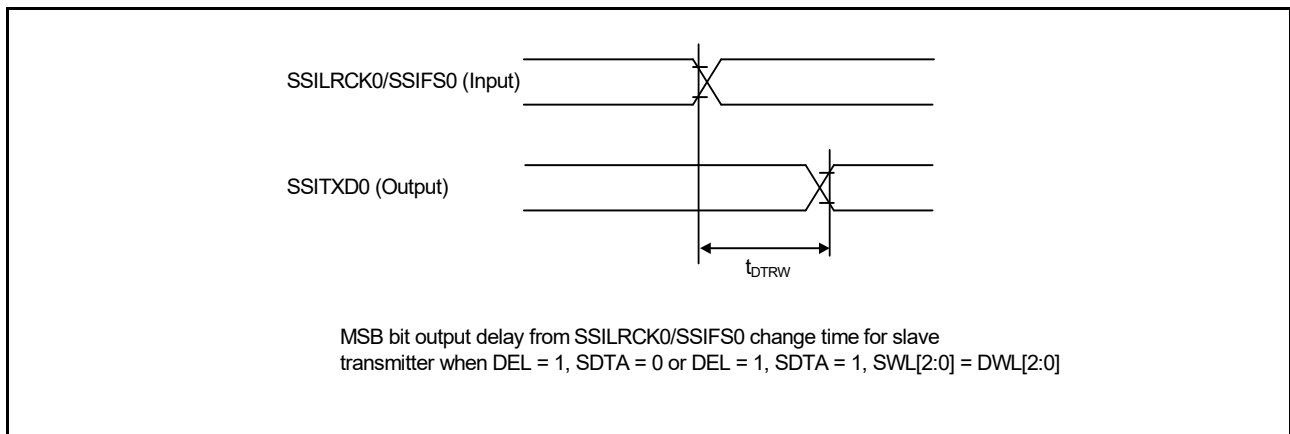 SSILRCK0/SSIFS0 (Input)
SSITXD0 (Output)
tDTRW
MSB bit output delay from SSILRCK0/SSIFS0 change time for slave
transmitter when DEL = 1, SDTA = 0 or DEL = 1, SDTA = 1, SWL[2:0] = DWL[2:0]